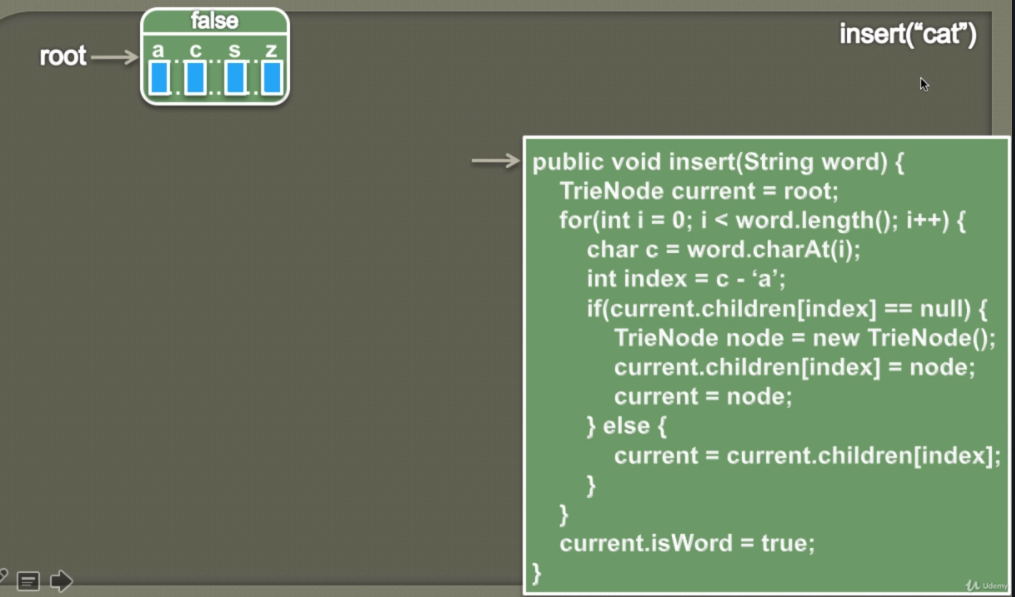 false
root
a c s z
insert(“cat”)
public void insert(String word) {
TrieNode current = root;
for(int i = 0; i < word.length(); i++) {
char c = word.charAt(i);
int index = c - ‘a’;
if(current.children[index] == null) {
TrieNode node = new TrieNode();
current.children[index] = node;
current = node;
} else {
current = current.children[index];
}
}
current.isWord = true;
}
Udemy